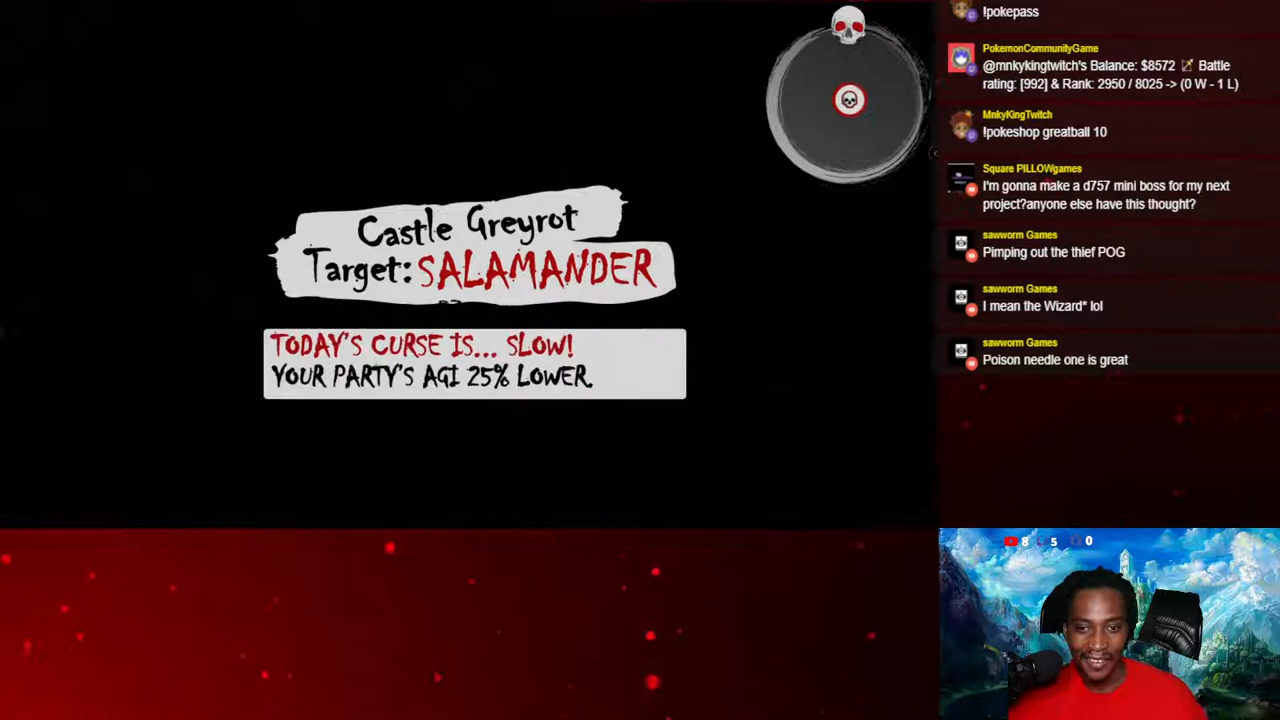 Castle Greyrot
Target: SALAMANDER
TODAY'S CURSE IS... SLOW!
YOUR PARTY'S AGI 25% LOWER.
!pokepass
PokemonCommunityGame
@mnkykingtwitch's Balance: $8572 Battle
rating: [992] & Rank: 2950 / 8025 -> (0 W - 1 L)
MnkyKingTwitch
!pokeshop greatball 10
Square PILLOWgames
I'm gonna make a d757 mini boss for my next
project?anyone else have this thought?
sawworm Games
Pimping out the thief POG
sawworm Games
I mean the Wizard* lol
sawworm Games
Poison needle one is great
8 5 0